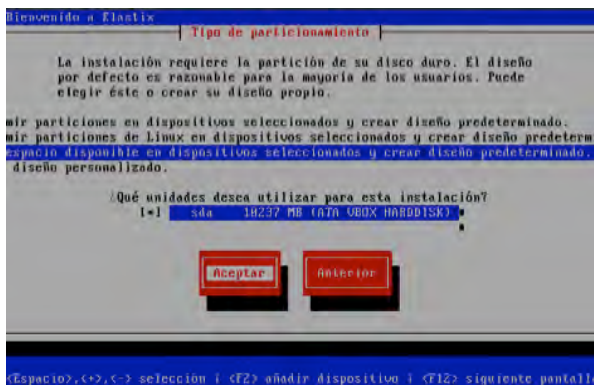 Bienvenido a Elastix
Tipo de particionamiento
La instalación requiere la partición de su disco duro. El diseño
por defecto es razonable para la mayoría de los usuarios. Puede
elegir éste o crear su diseño propio.
mir particiones en dispositivos seleccionados y crear diseño predeterminado.
mir particiones de Linux en dispositivos seleccionados y crear diseño predeterm
espacio disponible en dispositivos seleccionados y crear diseño predeterminado.
diseño personalizado.
¿Qué unidades desea utilizar para esta instalación?
[*] sda 18237 MB (ATA VBOX HARDDISK)
Aceptar Anterior
<Espacio>,<+>,<-> selección | <F2> añadir dispositivo | <F12> siguiente pantall